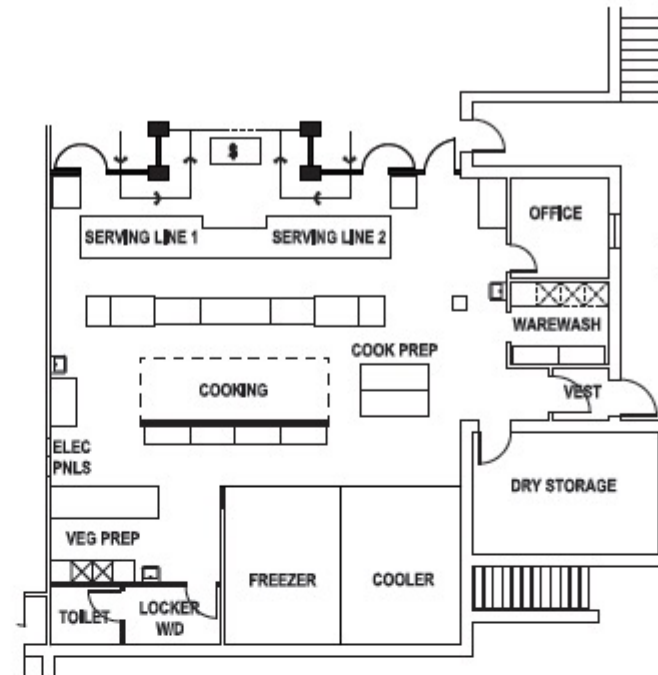 $
OFFICE
SERVING LINE 1
SERVING LINE 2
WAREWASH
COOK PREP
COOKING
VEST
ELEC
PNLS
DRY STORAGE
VEG PREP
FREEZER
COOLER
TOILET
LOCKER
W/D